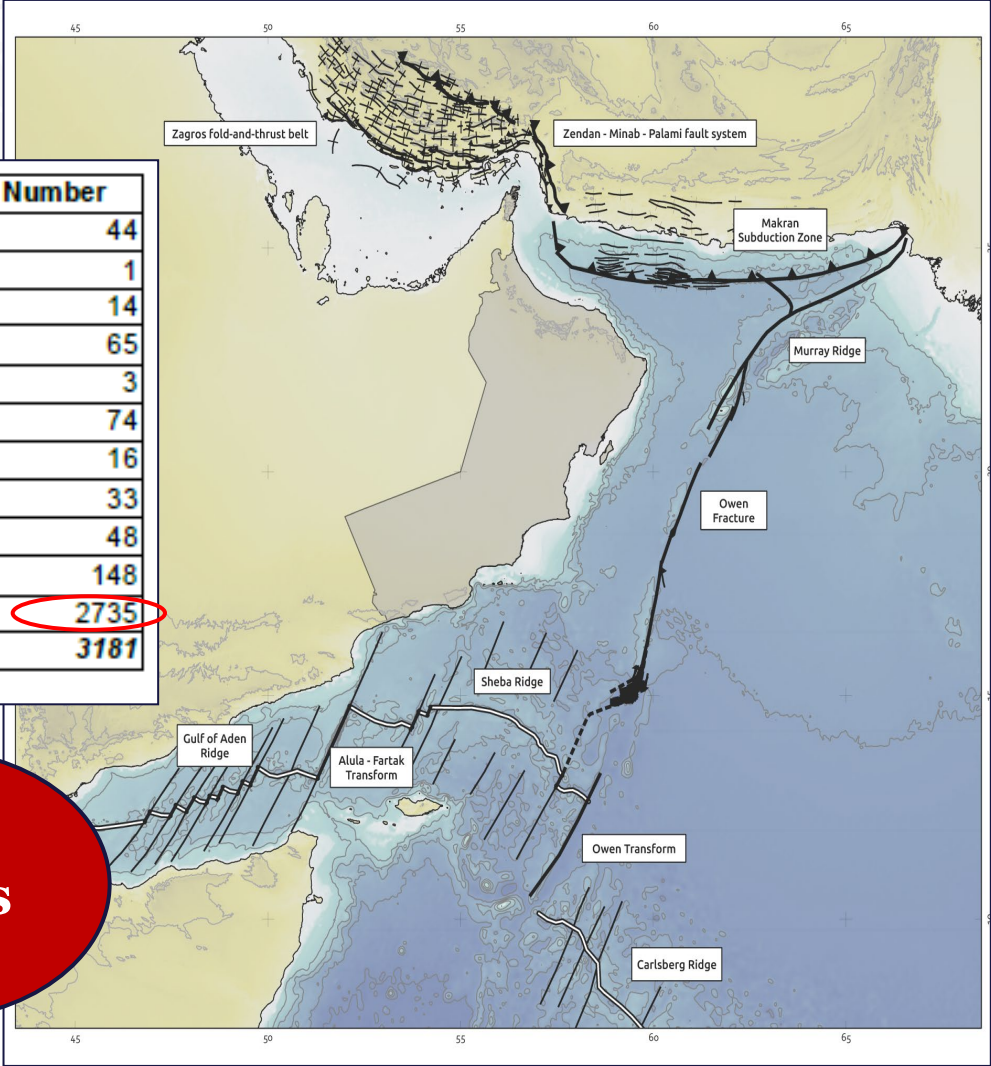 45 50 55 60 65
Zagros fold-and-thrust belt
Zendan - Minab - Palami fault system
Makran
Subduction Zone
Murray Ridge
Owen
Fracture
Sheba Ridge
Gulf of Aden
Ridge
Alula - Fartak
Transform
Owen Transform
Carlsberg Ridge
45 50 55 60 65
Number
44
1
14
65
3
74
16
33
48
148
2735
3181
s